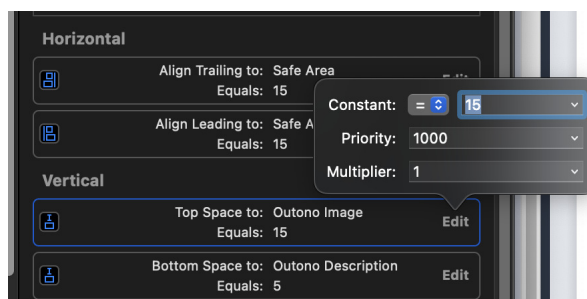 Horizontal
Align Trailing to: Safe Area
Equals: 15
Align Leading to: Safe A
Equals: 15
Constant: = 15
Priority: 1000
Multiplier: 1
Vertical
Top Space to: Outono Image
Equals: 15
Edit
Bottom Space to: Outono Description
Equals: 5
Edit